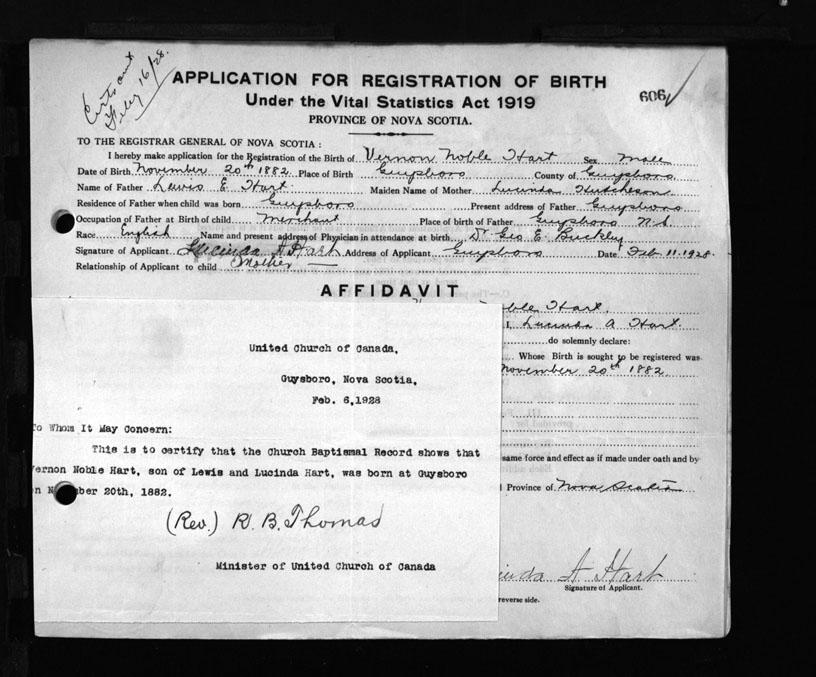 Feby 16/28.
APPLICATION FOR REGISTRATION OF BIRTH
606
Under the Vital Statistics Act 1919
PROVINCE OF NOVA SCOTIA.
TO THE REGISTRAR GENERAL OF NOVA SCOTIA :
I hereby make application for the Registration of the Birth of Vernon Noble Hart Sex Male
Date of Birth November 20th 1882 Place of Birth Guysboro County of Guysboro
Name of Father Lewis E Hart Maiden Name of Mother Lucinda Hutcheson
Residence of Father when child was born Guysboro Present address of Father Guysboro
Occupation of Father at Birth of child Merchant Place of birth of Father Guysboro N.S.
Race English Name and present address of Physician in attendance at birth Dr Geo E. Buckley
Signature of Applicant Lucinda A Hart Address of Applicant Guysboro Date Feb 11. 1928.
Relationship of Applicant to child Mother
AFFIDAVIT
oble Hart.
I, Lucinda A Hart.
do solemnly declare:
Whose Birth is sought to be registered was
November 20th 1882
same force and effect as if made under oath and by
Province of Nova Scotia
inda A Hart
Signature of Applicant.
reverse side.
United Church of Canada,
Guysboro, Nova Scotia,
Feb. 6,1928
To Whom It May Concern:
This is to certify that the Church Baptismal Record shows that
Vernon Noble Hart, son of Lewis and Lucinda Hart, was born at Guysboro
on N ber 20th, 1882.
(Rev.) R. B. Thomas
Minister of United Church of Canada